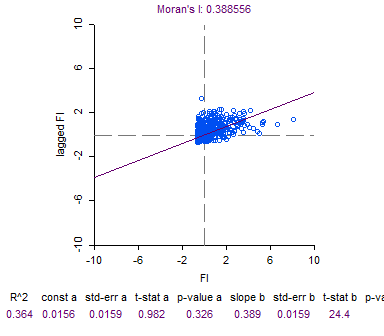 Moran's I: 0.388556
10
6
2
-2
-6
-10
lagged FI
-10 -6 -2 2 6 10
FI
R^2 const a std-err a t-stat a p-value a slope b std-err b t-stat b p-va
0.364 0.0156 0.0159 0.982 0.326 0.389 0.0159 24.4